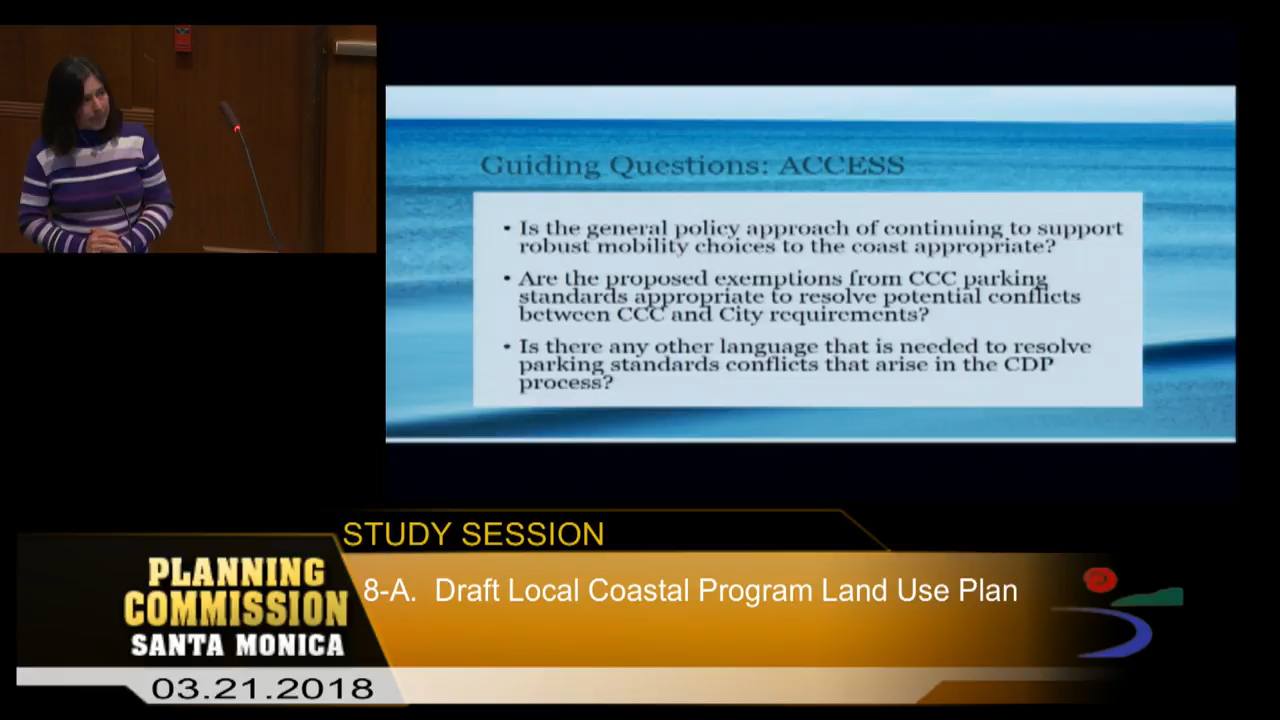 Guiding Questions: ACCESS
• Is the general policy approach of continuing to support
robust mobility choices to the coast appropriate?
• Are the proposed exemptions from CCC parking
standards appropriate to resolve potential conflicts
between CCC and City requirements?
• Is there any other language that is needed to resolve
parking standards conflicts that arise in the CDP
process?
STUDY SESSION
8-A. Draft Local Coastal Program Land Use Plan
PLANNING
COMMISSION
SANTA MONICA
03.21.2018